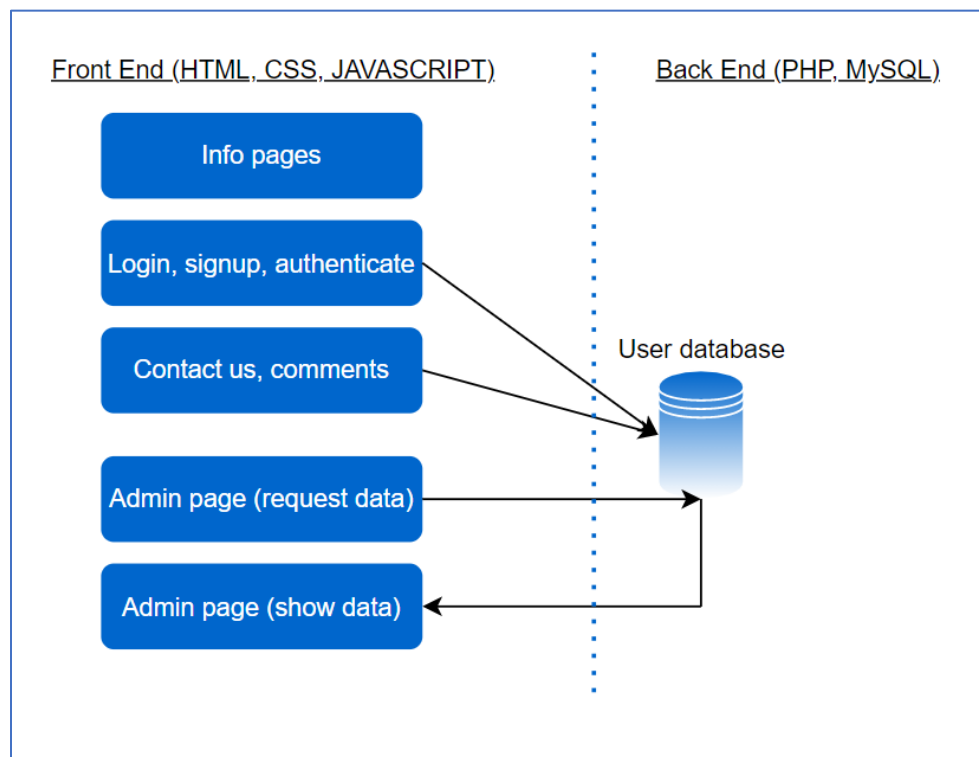 Front End (HTML, CSS, JAVASCRIPT)
Back End (PHP, MySQL)
Info pages
Login, signup, authenticate
Contact us, comments
User database
Admin page (request data)
Admin page (show data)